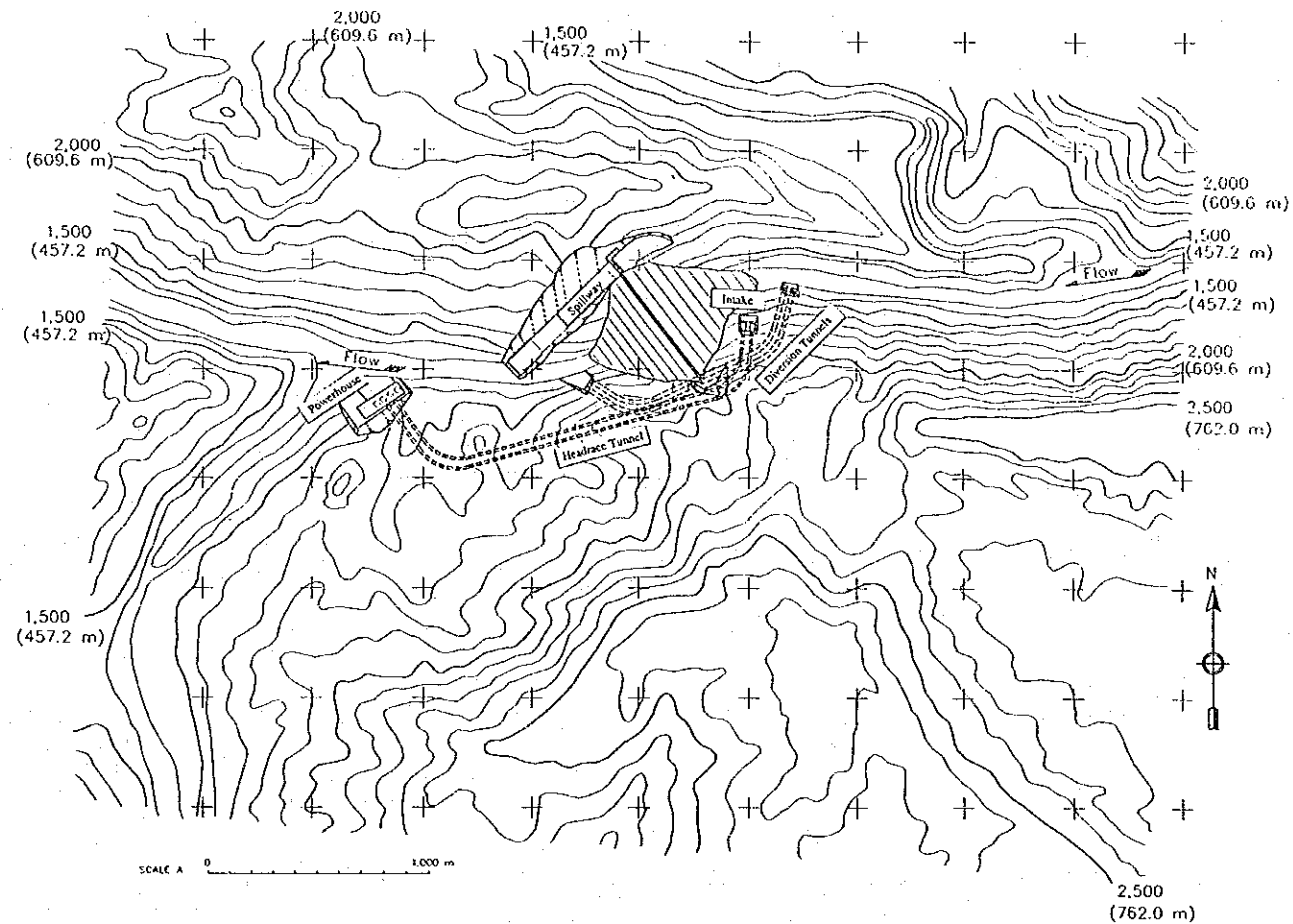 2,000
(609.6 m)
1,500
(457.2 m)
2,000
(609.6 m)
2,000
(609.6 m)
1,500
(457.2 m)
1,500
(457.2 m)
Flow
1,500
(457.2 m)
Spillway
Intake
1,500
(457.2 m)
Diversion Tunnels
2,000
(609.6 m)
Flow
Powerhouse
2,500
(762.0 m)
Headrace Tunnel
N
1,500
(457.2 m)
SCALE A 0 1,000 m
2,500
(762.0 m)